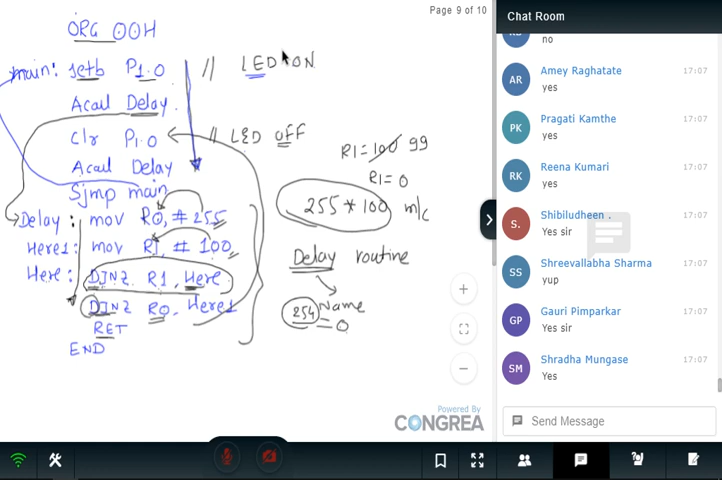 Page 9 of 10
ORG 00H
main: setb P1.0 // LED ON
Acall Delay
Clr P1.0 // LED OFF
Acall Delay
Sjmp main
Delay: mov R0, #255
Here1: mov R1, #100
Here: DJNZ R1, Here
DJNZ R0, Here1
RET
END
R1=100 99
R1=0
255*100 m/c
Delay routine
Name
254
=0
Powered By
CONGREA
Chat Room
no
AR
Amey Raghatate
17:07
yes
PK
Pragati Kamthe
17:07
yes
RK
Reena Kumari
17:07
yes
S.
Shibiludheen .
17:07
Yes sir
SS
Shreevallabha Sharma
17:07
yup
GP
Gauri Pimparkar
17:07
Yes sir
SM
Shradha Mungase
17:07
Yes
Send Message